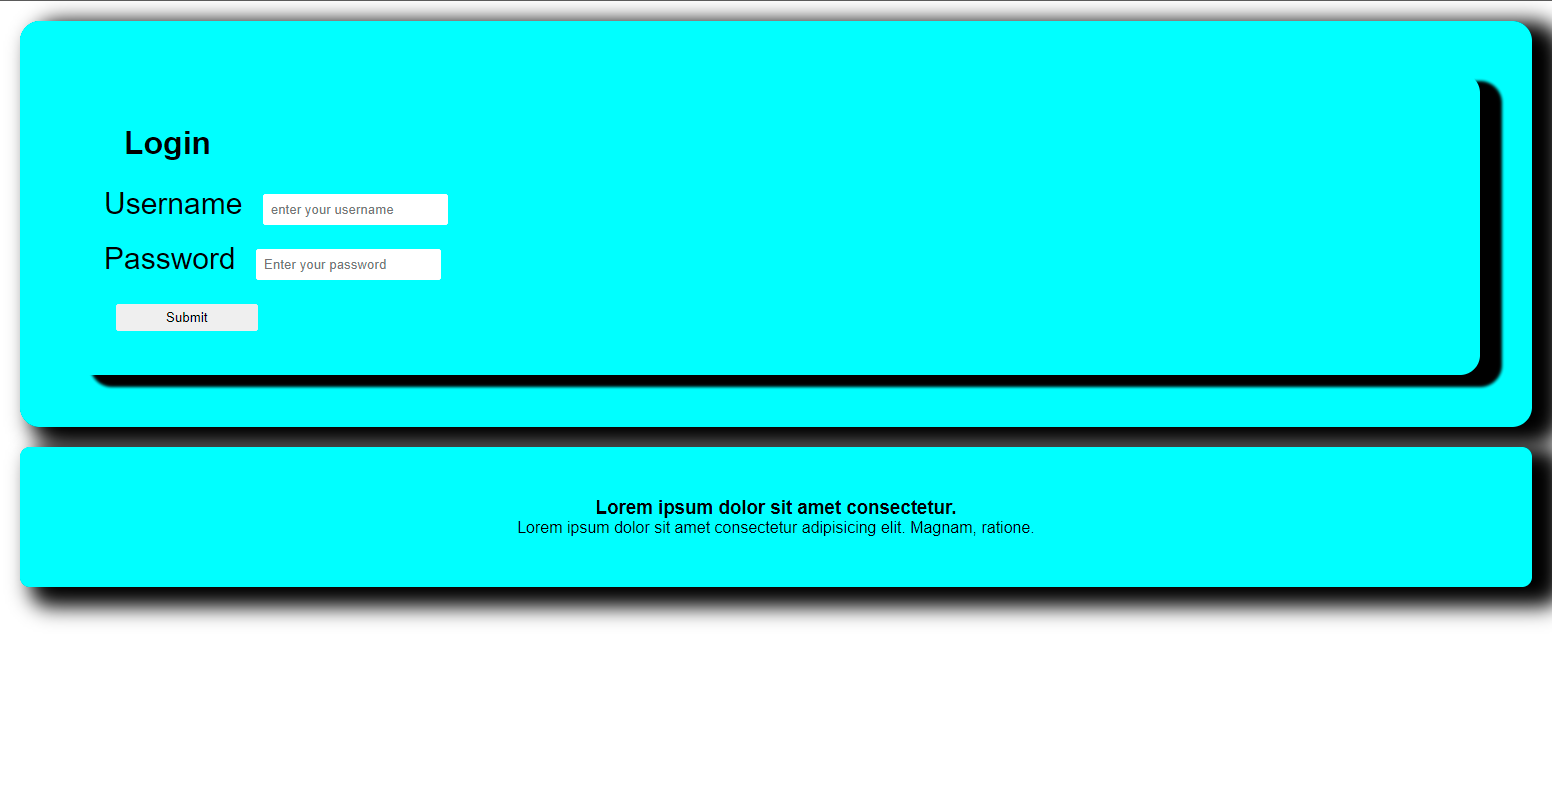 Login
Username enter your username
Password Enter your password
Submit
Lorem ipsum dolor sit amet consectetur.
Lorem ipsum dolor sit amet consectetur adipisicing elit. Magnam, ratione.